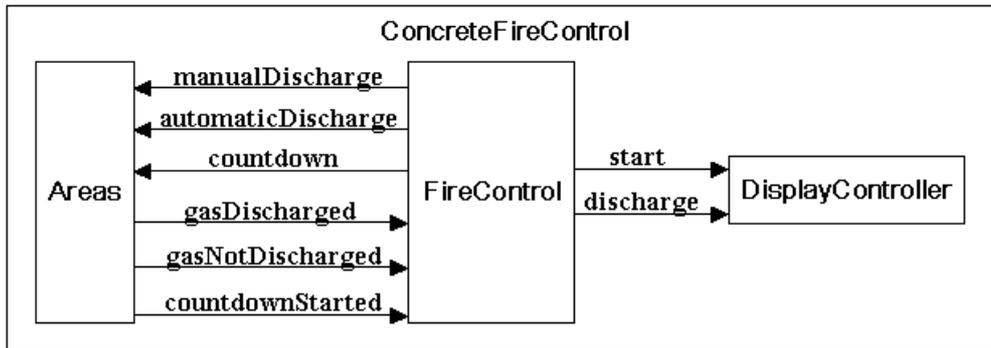 ConcreteFireControl
manualDischarge
automaticDischarge
countdown
start
Areas
FireControl
DisplayController
gasDischarged
discharge
gasNotDischarged
countdownStarted